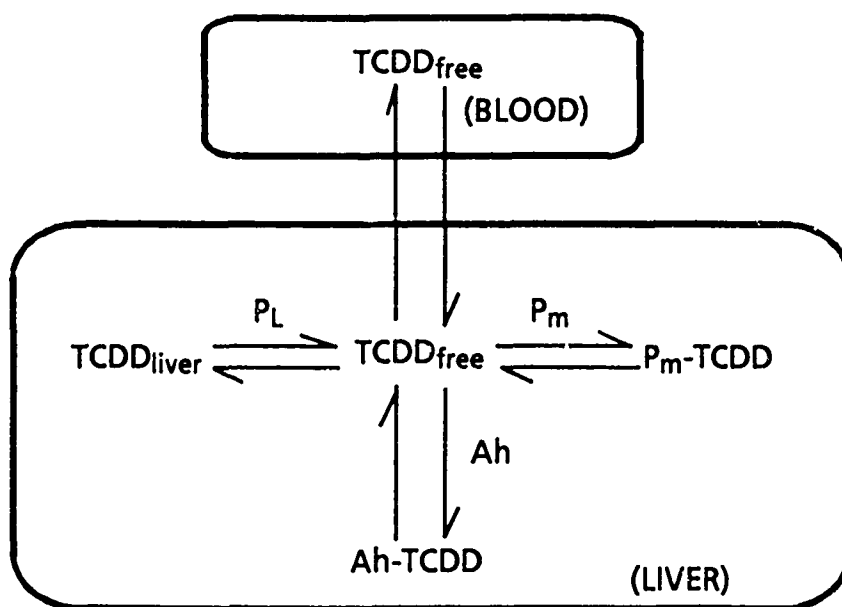 TCDDfree
(BLOOD)
PL
Pm
TCDDliver
TCDDfree
Pm-TCDD
Ah
Ah-TCDD
(LIVER)